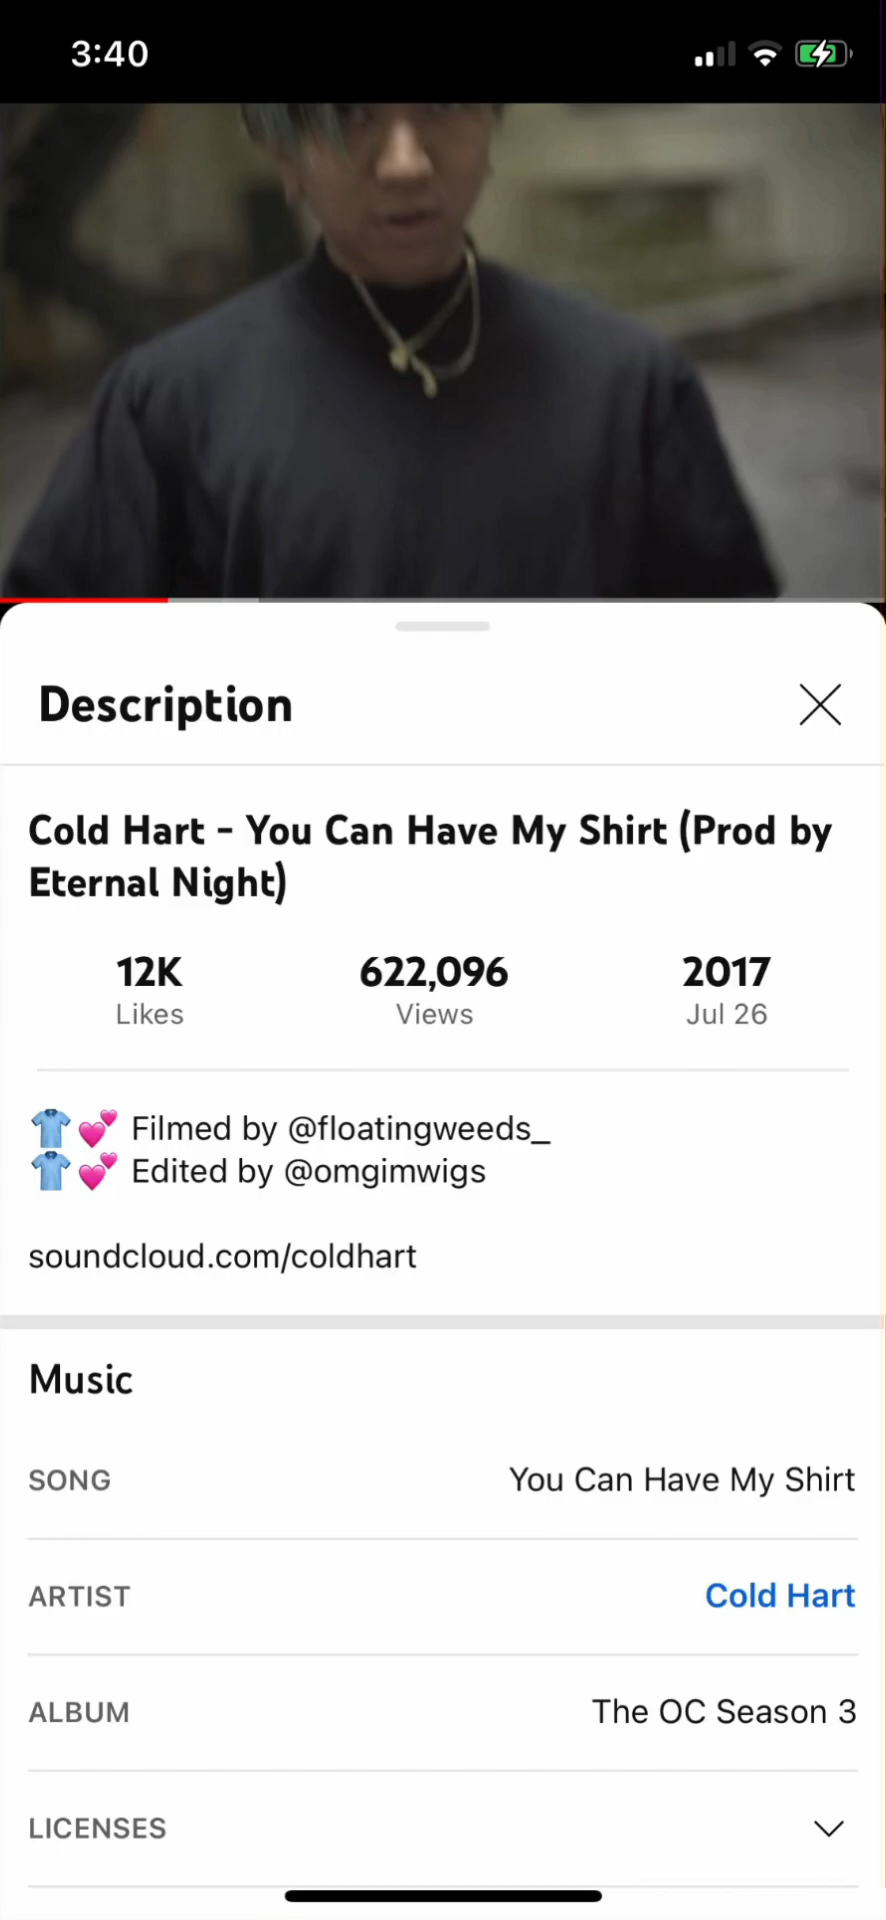 3:40
Description
Cold Hart - You Can Have My Shirt (Prod by
Eternal Night)
12K 622,096 2017
Likes Views Jul 26
👕💕 Filmed by @floatingweeds_
👕💕 Edited by @omgimwigs
soundcloud.com/coldhart
Music
SONG You Can Have My Shirt
ARTIST Cold Hart
ALBUM The OC Season 3
LICENSES